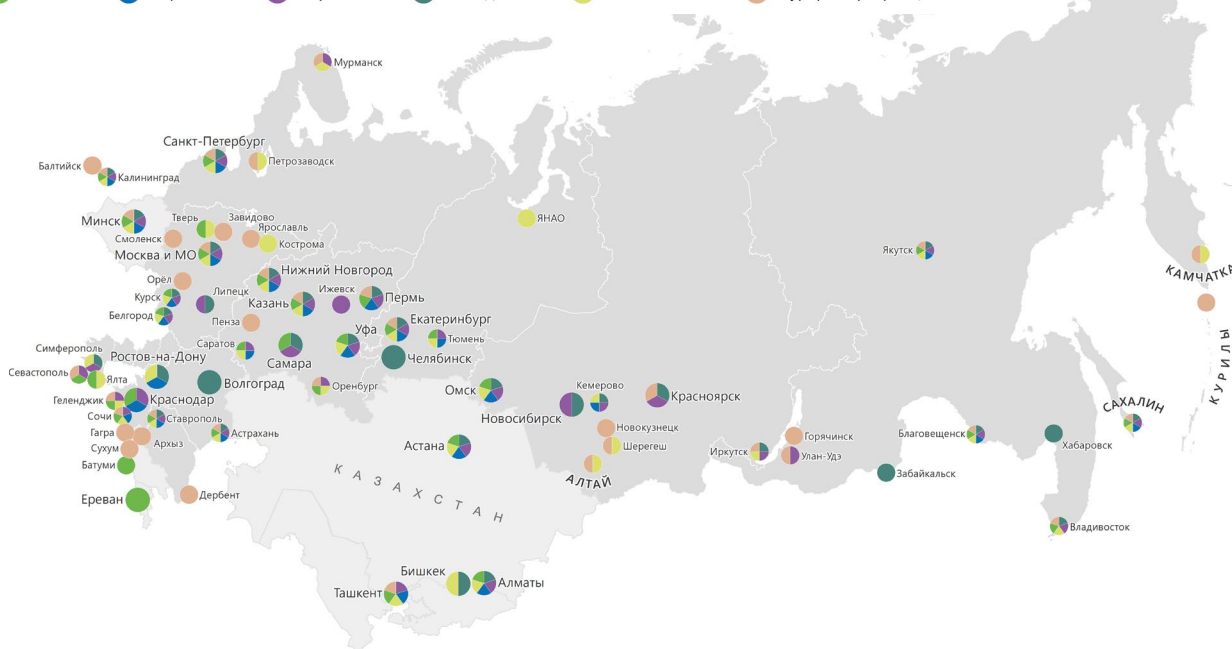 Мурманск
Санкт-Петербург
Петрозаводск
Балтийск
Калининград
Минск
Тверь
Завидово
Ярославль
Смоленск
Кострома
Москва и МО
ЯНАО
Якутск
КАМЧАТКА
КУРИЛЫ
Орёл
Нижний Новгород
Липецк
Ижевск
Курск
Казань
Пермь
Белгород
Пенза
Екатеринбург
Уфа
Тюмень
Саратов
Симферополь
Ростов-на-Дону
Самара
Челябинск
Севастополь
Ялта
Волгоград
Оренбург
Омск
Кемерово
Красноярск
Новосибирск
Геленджик
Краснодар
Сочи
Ставрополь
Новокузнецк
САХАЛИН
Гагра
Архыз
Астрахань
Астана
Шерегеш
Горячинск
Благовещенск
Хабаровск
Сухум
Иркутск
Улан-Удэ
Батуми
АЛТАЙ
Забайкальск
КАЗАХСТАН
Ереван
Дербент
Владивосток
Бишкек
Алматы
Ташкент